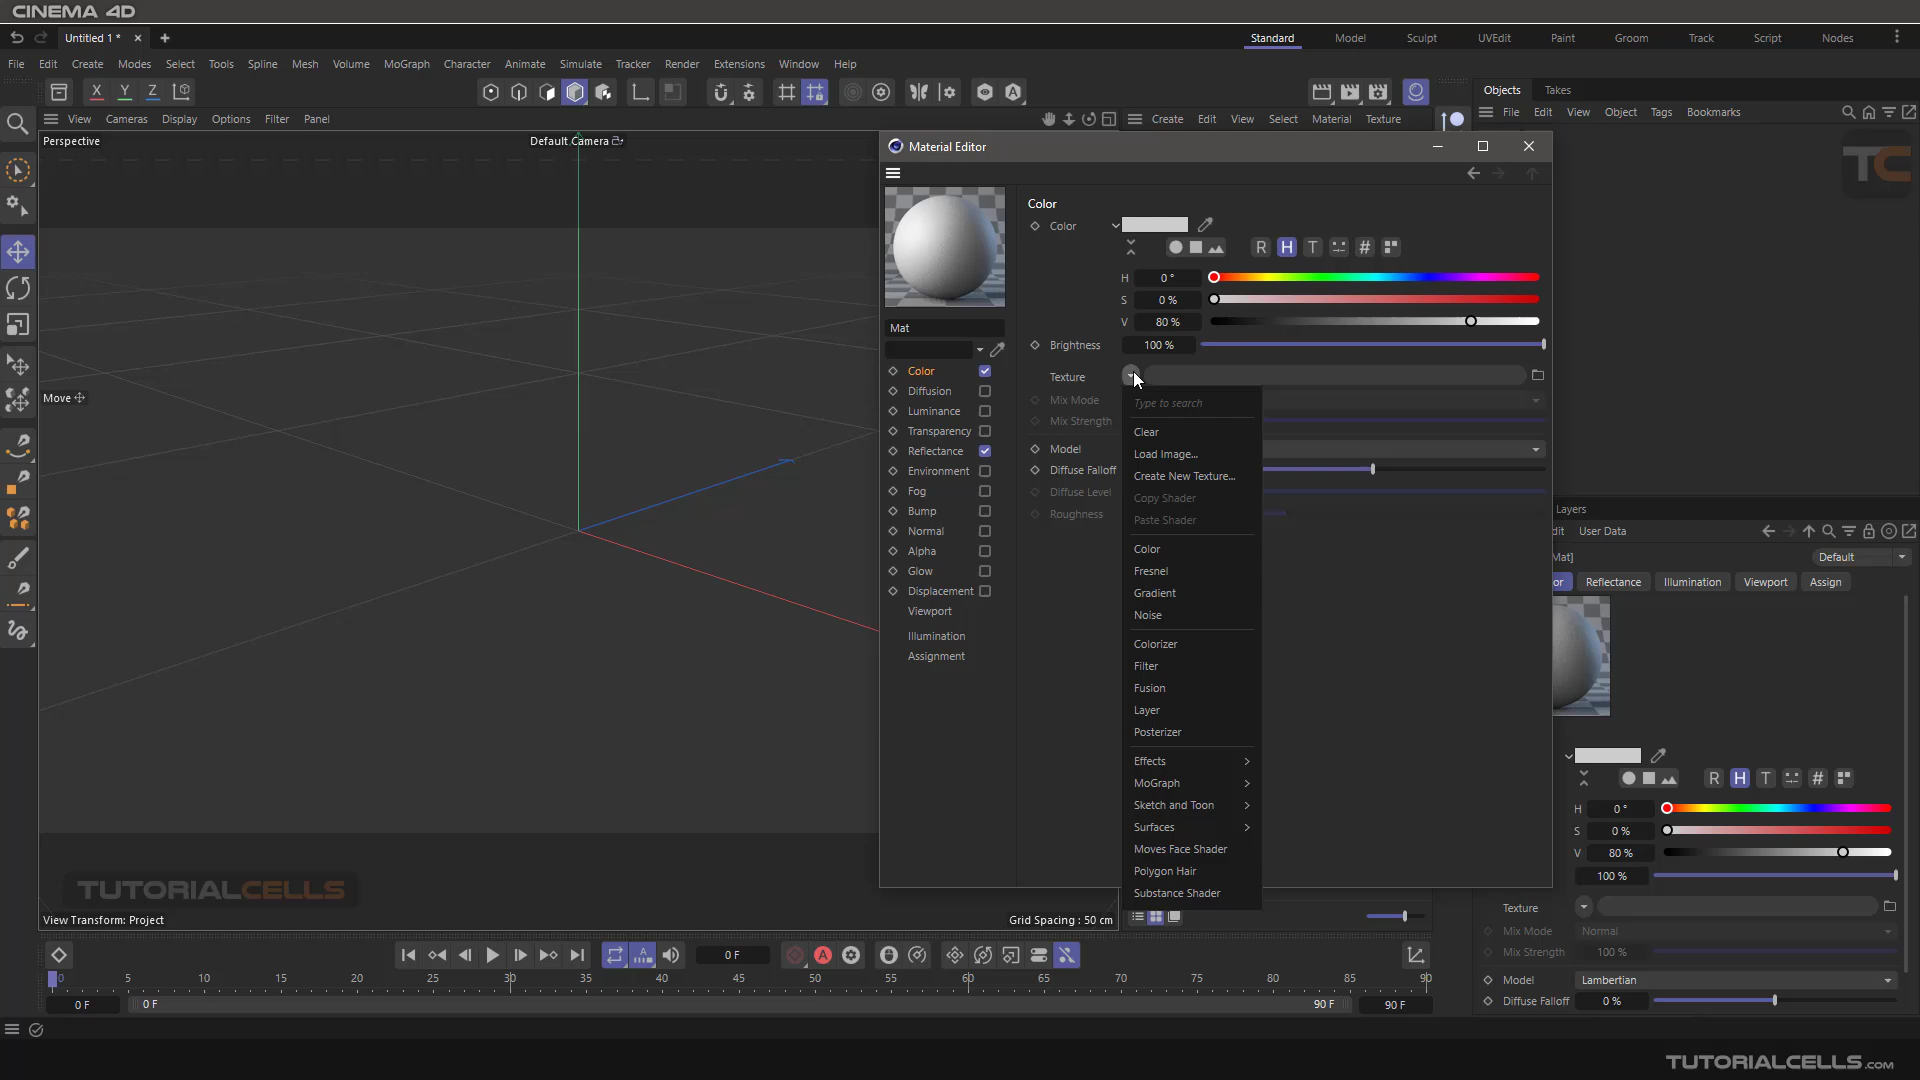 CINEMA 4D
Untitled 1 *
Standard
Model
Sculpt
UVEdit
Paint
Groom
Track
Script
Nodes
File Edit Create Modes Select Tools Spline Mesh Volume MoGraph Character Animate Simulate Tracker Render Extensions Window Help
X Y Z
Objects Takes
View Cameras Display Options Filter Panel
Create Edit View Select Material Texture
File Edit View Object Tags Bookmarks
Perspective
Default Camera
Material Editor
TC
Color
Color
R H T #
H 0 °
S 0 %
V 80 %
Mat
Brightness 100 %
Color
Texture
Diffusion
Move
Mix Mode
Type to search
Luminance
Mix Strength
Transparency
Clear
Reflectance
Model
Load Image...
Environment
Diffuse Falloff
Create New Texture...
Fog
Diffuse Level
Copy Shader
Bump
Roughness
Paste Shader
Normal
Alpha
Color
Glow
Fresnel
Displacement
Gradient
Viewport
Noise
Illumination
Colorizer
Assignment
Filter
Fusion
Layer
Posterizer
Effects
MoGraph
Sketch and Toon
Surfaces
Moves Face Shader
Polygon Hair
Substance Shader
Layers
dit User Data
Mat]
Default
or Reflectance Illumination Viewport Assign
R H T #
H 0 °
S 0 %
V 80 %
100 %
Texture
Mix Mode Normal
Mix Strength 100 %
Model Lambertian
Diffuse Falloff 0 %
TUTORIALCELLS
View Transform: Project
Grid Spacing : 50 cm
0 F
A
0 5 10 15 20 25 30 35 40 45 50 55 60 65 70 75 80 85 90
0 F 0 F 90 F 90 F
TUTORIALCELLS.COM